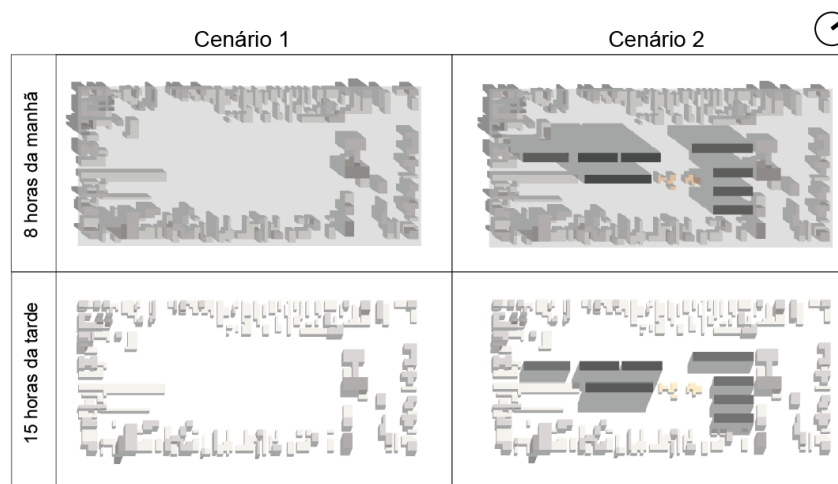 Cenário 1
Cenário 2
8 horas da manhã
15 horas da tarde